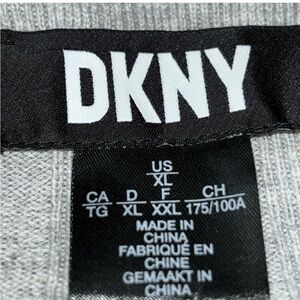 DKNY
US
XL
CA D F CH
TG XL XXL 175/100A
MADE IN
CHINA
FABRIQUÉ EN
CHINE
GEMAAKT IN
CHINA